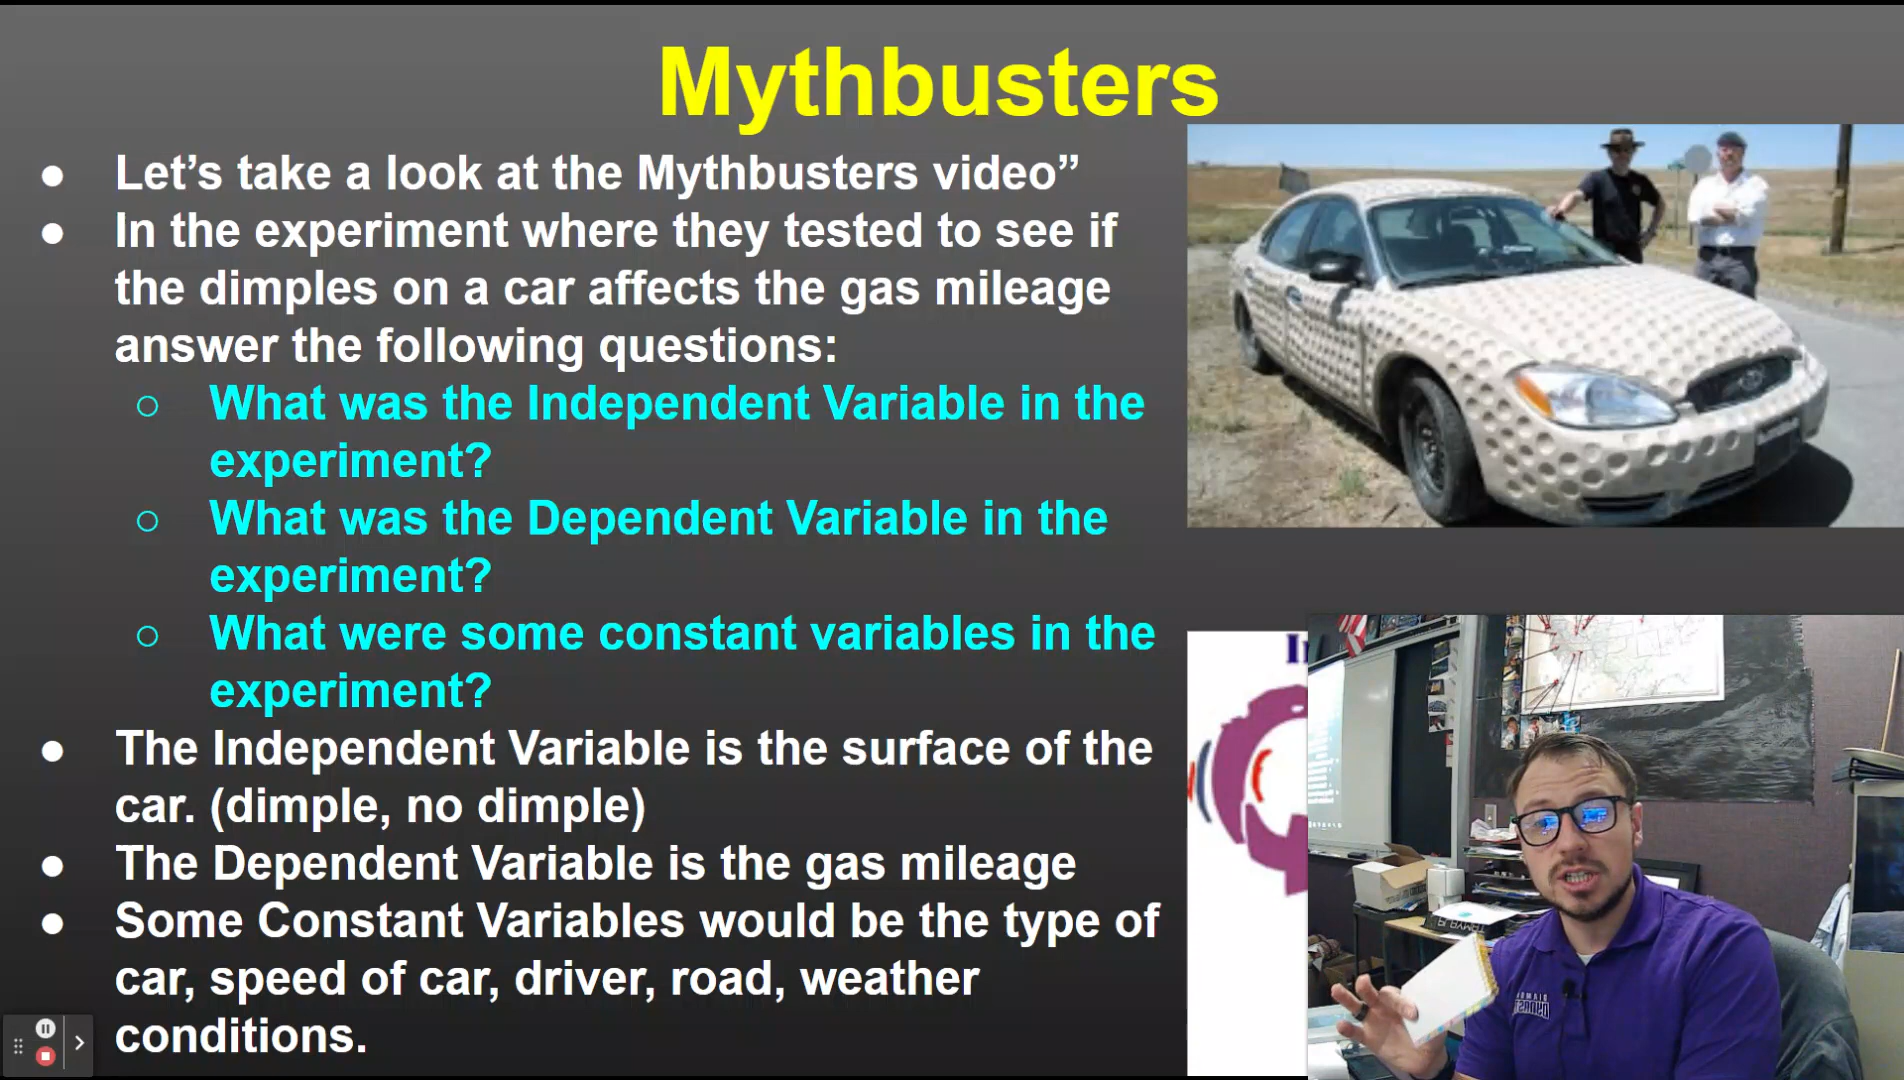 Mythbusters
Let’s take a look at the Mythbusters video”
In the experiment where they tested to see if
the dimples on a car affects the gas mileage
answer the following questions:
What was the Independent Variable in the
experiment?
What was the Dependent Variable in the
experiment?
What were some constant variables in the
experiment?
The Independent Variable is the surface of the
car. (dimple, no dimple)
The Dependent Variable is the gas mileage
Some Constant Variables would be the type of
car, speed of car, driver, road, weather
conditions.